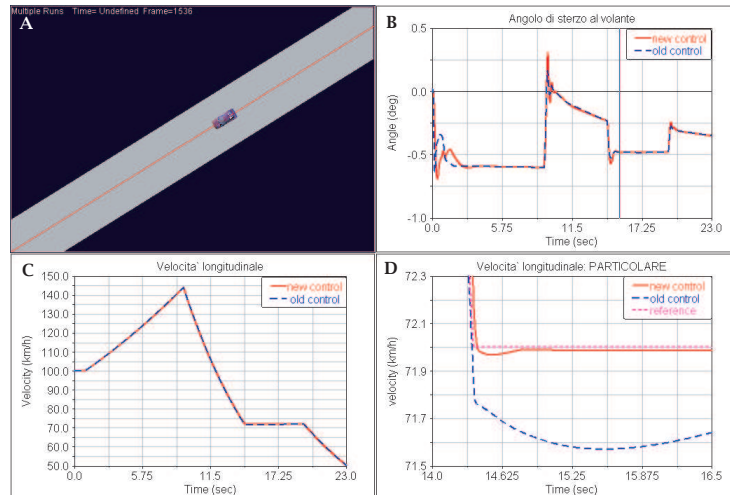 A
Multiple Runs Time= Undefined Frame=1536
B
Angolo di sterzo al volante
new control
old control
Angle (deg)
0.5
0.0
-0.5
-1.0
0.0 5.75 11.5 17.25 23.0
Time (sec)
C
Velocita` longitudinale
new control
old control
Velocity (km/h)
150.0
140.0
130.0
120.0
110.0
100.0
90.0
80.0
70.0
60.0
50.0
0.0 5.75 11.5 17.25 23.0
Time (sec)
D
Velocita` longitudinale: PARTICOLARE
new control
old control
reference
velocity (km/h)
72.3
72.1
71.9
71.7
71.5
14.0 14.625 15.25 15.875 16.5
Time (sec)